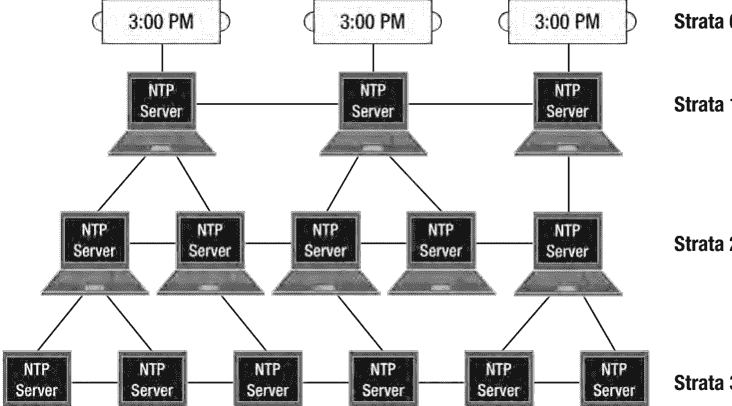 3:00 PM 3:00 PM 3:00 PM Strata
NTP NTP NTP
Server Server Server Strata 1
NTP NTP NTP NTP NTP
Server Server Server Server Server Strata 2
NTP NTP NTP NTP NTP NTP
Server Server Server Server Server Server Strata 3